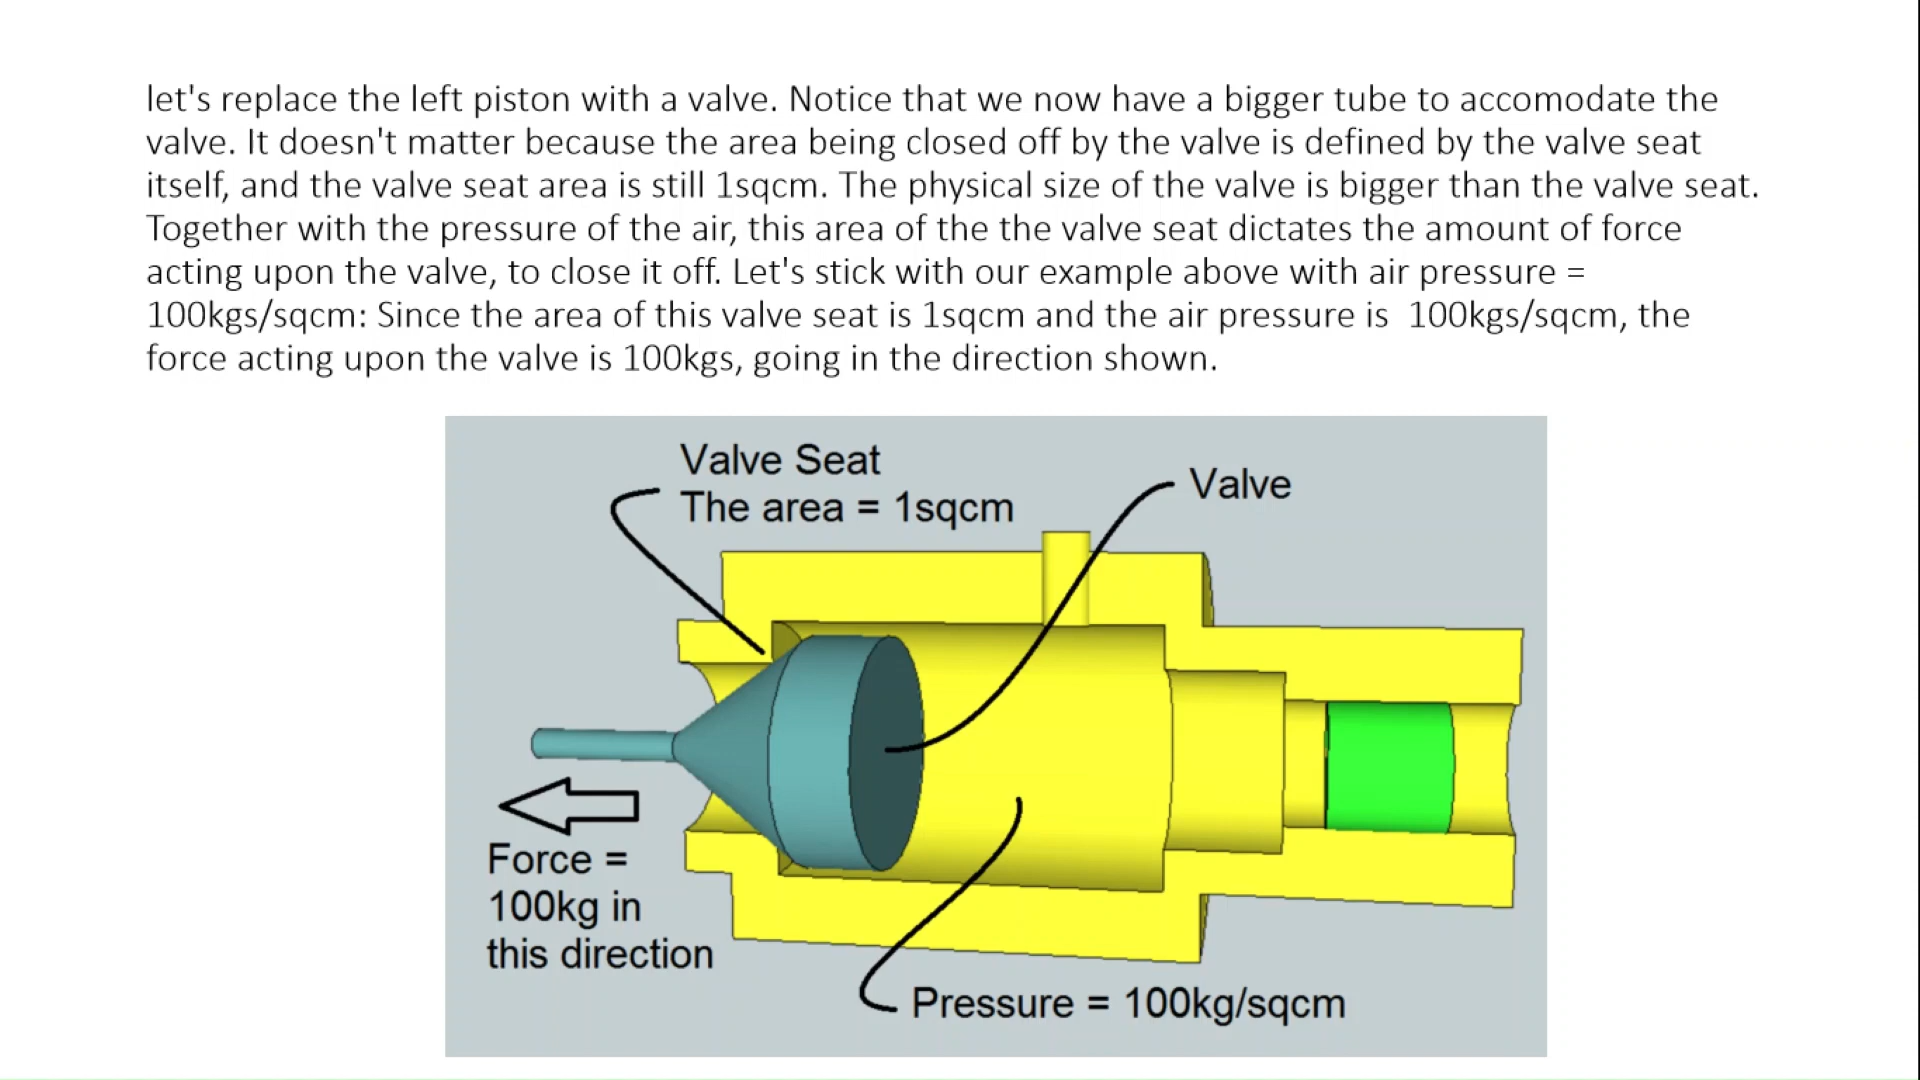 let's replace the left piston with a valve. Notice that we now have a bigger tube to accomodate the
valve. It doesn't matter because the area being closed off by the valve is defined by the valve seat
itself, and the valve seat area is still 1sqcm. The physical size of the valve is bigger than the valve seat.
Together with the pressure of the air, this area of the the valve seat dictates the amount of force
acting upon the valve, to close it off. Let's stick with our example above with air pressure =
100kgs/sqcm: Since the area of this valve seat is 1sqcm and the air pressure is  100kgs/sqcm, the
force acting upon the valve is 100kgs, going in the direction shown.
Valve Seat
The area = 1sqcm
Valve
Force =
100kg in
this direction
Pressure = 100kg/sqcm